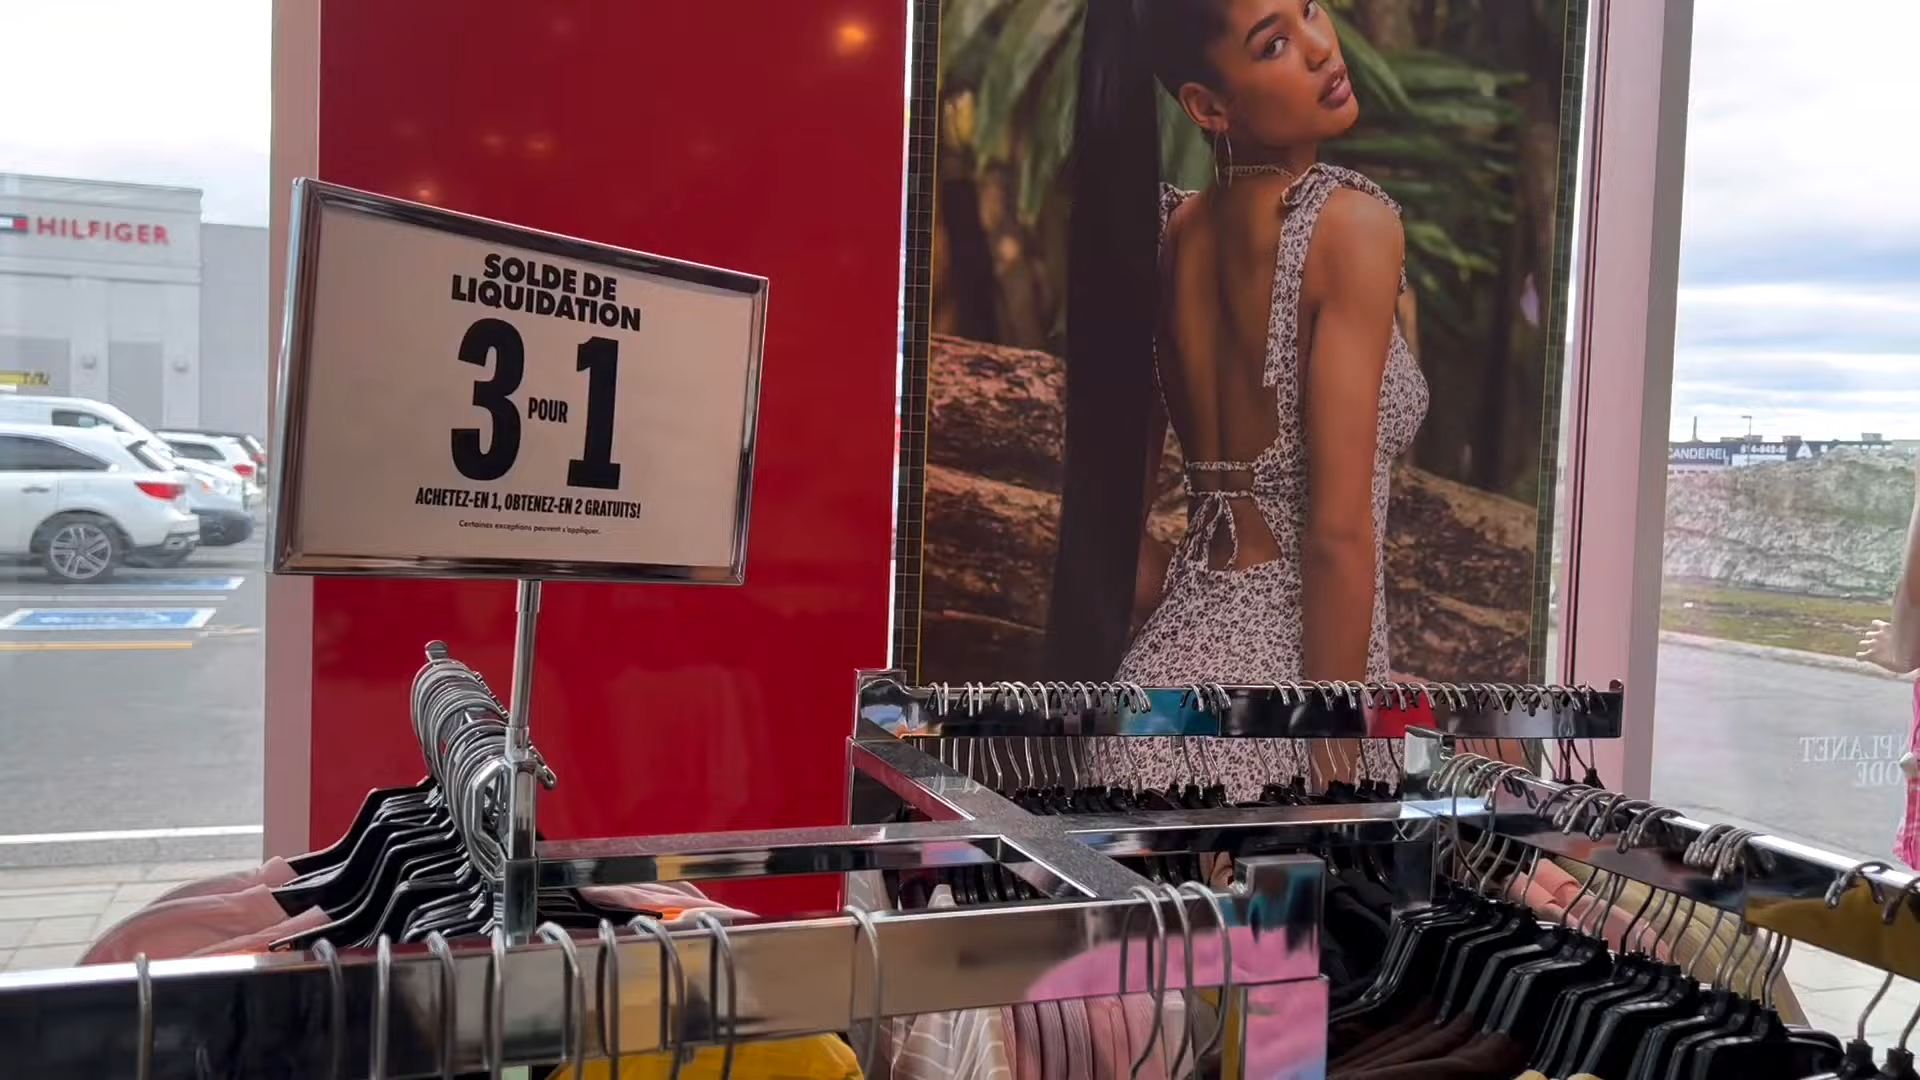 HILFIGER
SOLDE DE
LIQUIDATION
3 POUR 1
ACHETEZ-EN 1, OBTENEZ-EN 2 GRATUITS!
Certaines exceptions peuvent s'appliquer.
CANDEREL
PLANET